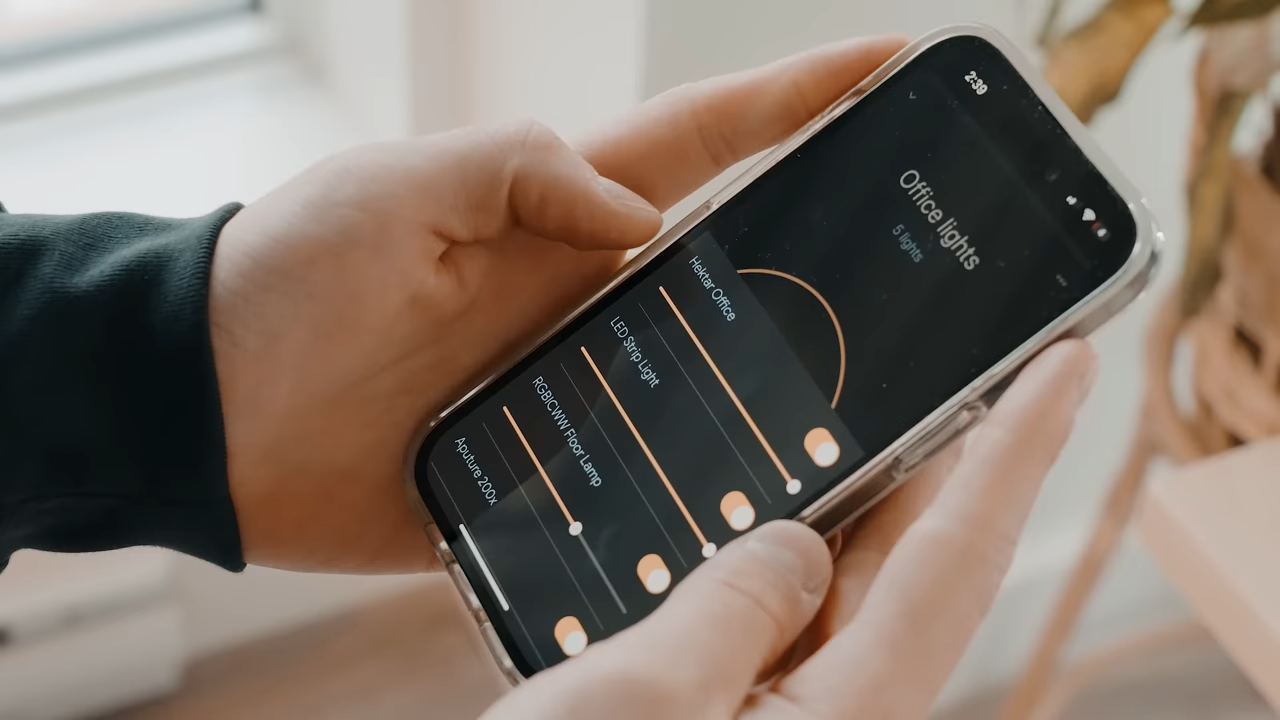 2:39
Office lights
5 lights
Hektar Office
LED Strip Light
RGBICWW Floor Lamp
Aputure 200x